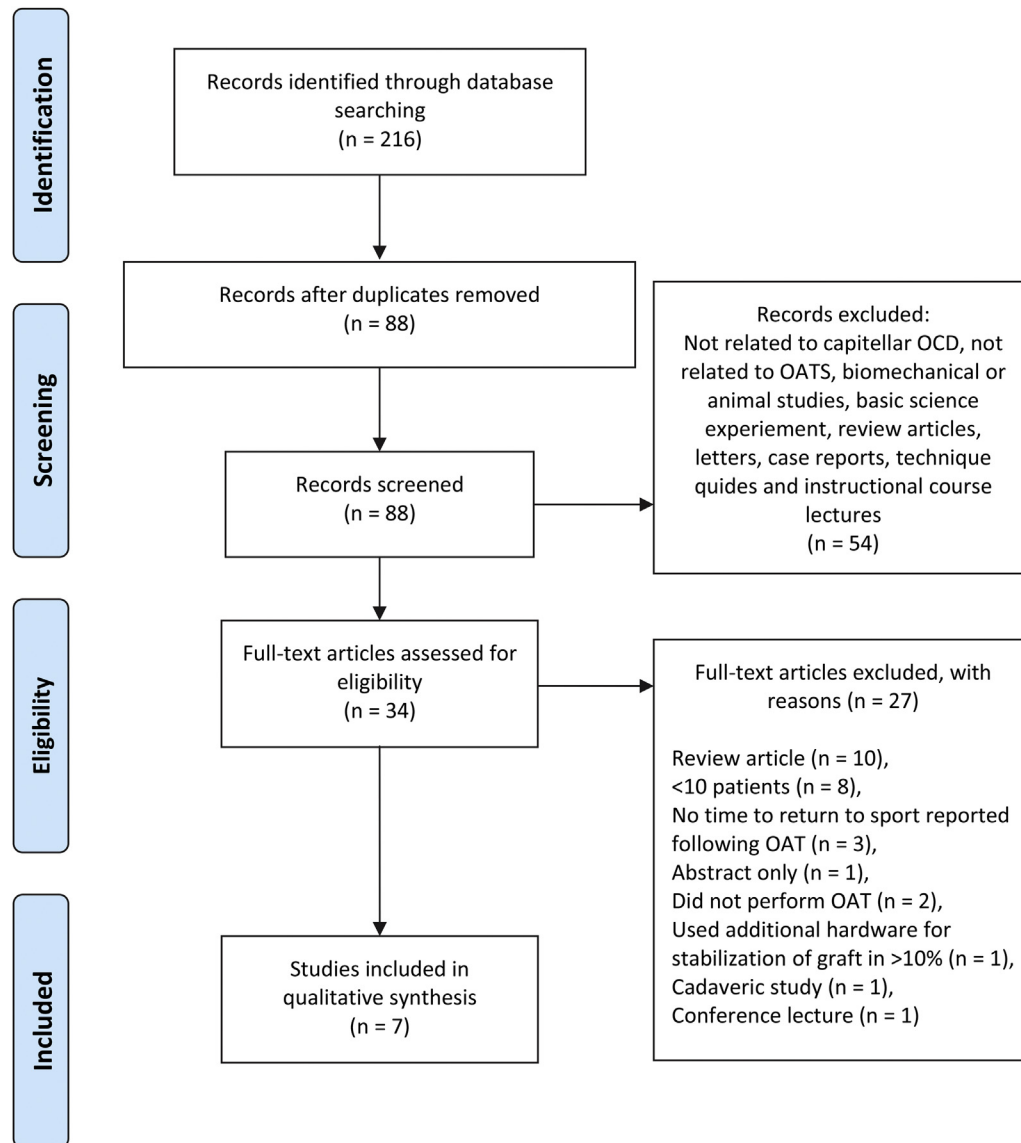 Identification
Records identified through database
searching
(n = 216)
Records after duplicates removed
(n = 88)
Screening
Records screened
(n = 88)
Records excluded:
Not related to capitellar OCD, not
related to OATS, biomechanical or
animal studies, basic science
experiement, review articles,
letters, case reports, technique
quides and instructional course
lectures
(n = 54)
Eligibility
Full-text articles assessed for
eligibility
(n = 34)
Full-text articles excluded, with
reasons (n = 27)
Review article (n = 10),
<10 patients (n = 8),
No time to return to sport reported
following OAT (n = 3),
Abstract only (n = 1),
Did not perform OAT (n = 2),
Used additional hardware for
stabilization of graft in >10% (n = 1),
Cadaveric study (n = 1),
Conference lecture (n = 1)
Included
Studies included in
qualitative synthesis
(n = 7)